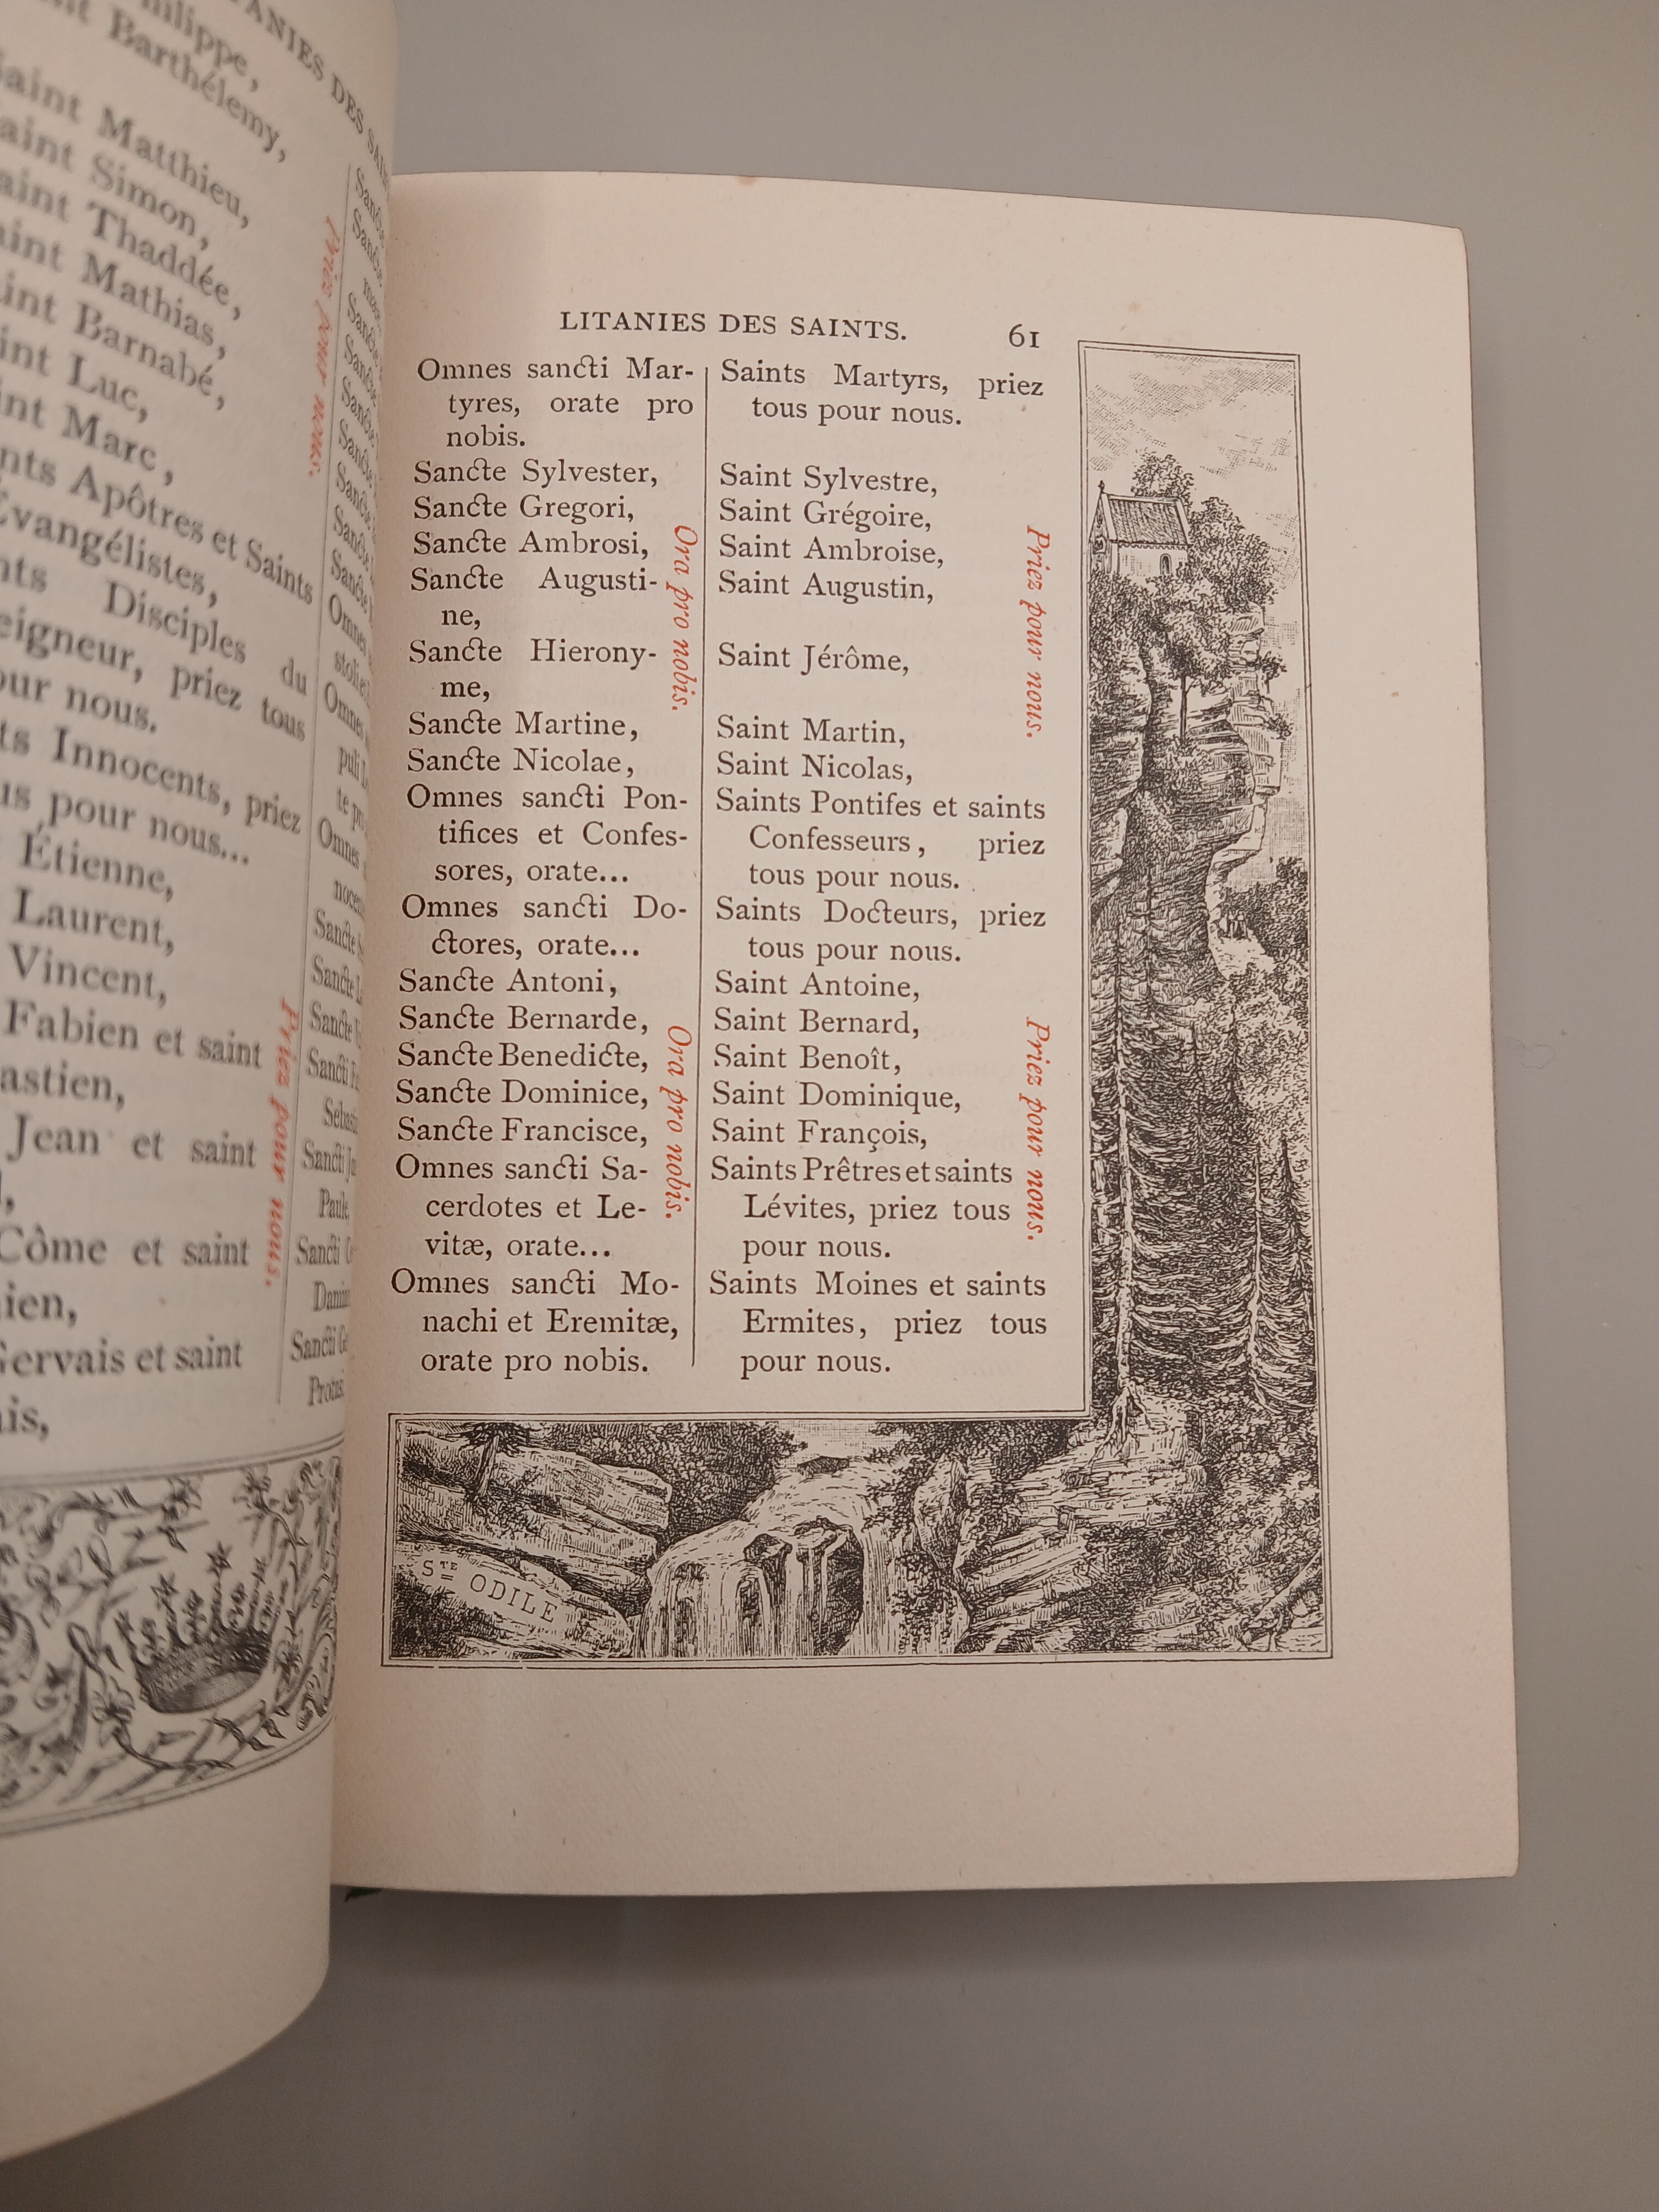 Barthélemy,
Saint Matthieu,
Saint Simon,
Saint Thaddée,
Saint Mathias,
Saint Barnabé,
Saint Luc,
Marc,
Apôtres et Saints
Évangélistes,
Disciples du
Seigneur, priez tous
pour nous.
Innocents, priez
pour nous...
Étienne,
Laurent,
Vincent,
Fabien et saint
Jean et saint
Côme et saint
Gervais et saint
Priez pour nous.
Priez pour nous.
LITANIES DES SAINTS. 61
Omnes sancti Mar-
tyres, orate pro
nobis.
Sancte Sylvester,
Sancte Gregori,
Sancte Ambrosi,
Sancte Augusti-
ne,
Sancte Hierony-
me,
Sancte Martine,
Sancte Nicolae,
Omnes sancti Pon-
tifices et Confes-
sores, orate...
Omnes sancti Do-
ctores, orate...
Sancte Antoni,
Sancte Bernarde,
Sancte Benedicte,
Sancte Dominice,
Sancte Francisce,
Omnes sancti Sa-
cerdotes et Le-
vitæ, orate...
Omnes sancti Mo-
nachi et Eremitæ,
orate pro nobis.
Ora pro nobis.
Ora pro nobis.
Saints Martyrs, priez
tous pour nous.
Saint Sylvestre,
Saint Grégoire,
Saint Ambroise,
Saint Augustin,
Saint Jérôme,
Saint Martin,
Saint Nicolas,
Saints Pontifes et saints
Confesseurs, priez
tous pour nous.
Saints Docteurs, priez
tous pour nous.
Saint Antoine,
Saint Bernard,
Saint Benoît,
Saint Dominique,
Saint François,
Saints Prêtres et saints
Lévites, priez tous
pour nous.
Saints Moines et saints
Ermites, priez tous
pour nous.
Priez pour nous.
Priez pour nous.
STE ODILE